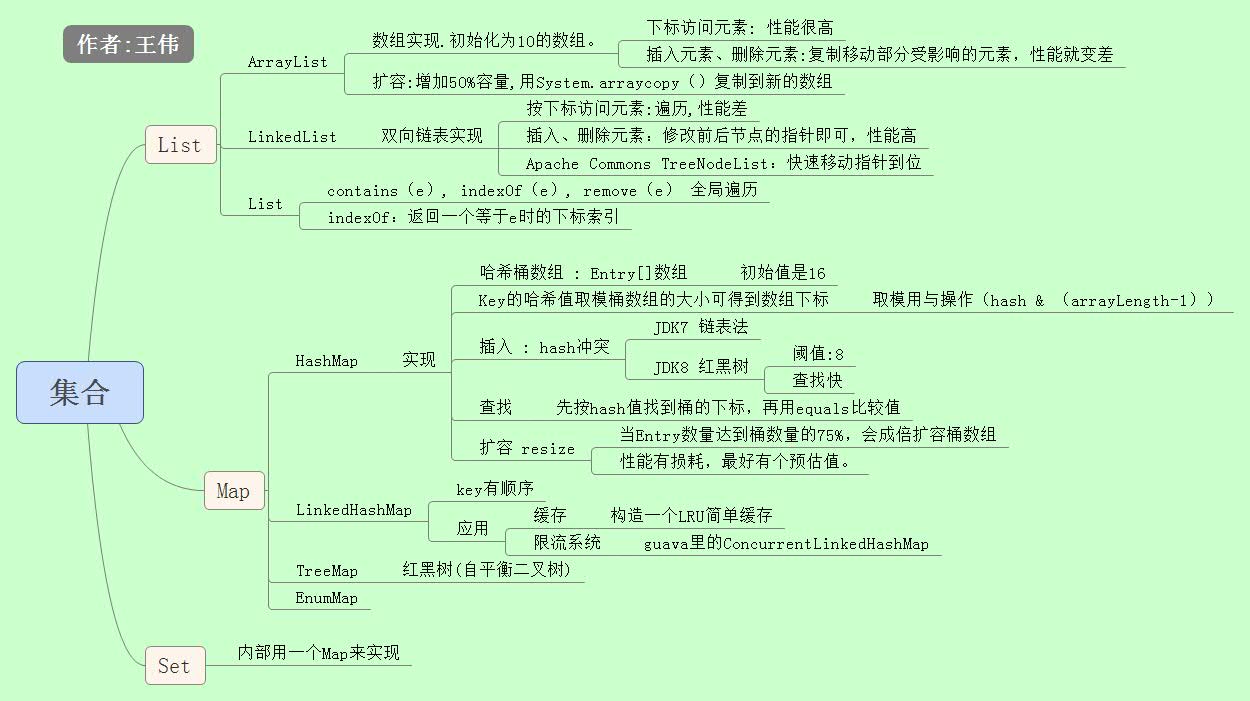 作者:王伟
集合
List
ArrayList
数组实现.初始化为10的数组。
下标访问元素: 性能很高
插入元素、删除元素:复制移动部分受影响的元素，性能就变差
扩容:增加50%容量,用System.arraycopy（）复制到新的数组
LinkedList
双向链表实现
按下标访问元素:遍历,性能差
插入、删除元素: 修改前后节点的指针即可，性能高
Apache Commons TreeNodeList: 快速移动指针到位
List
contains（e）, indexOf（e）, remove（e） 全局遍历
indexOf: 返回一个等于e时的下标索引
Map
HashMap
实现
哈希桶数组 : Entry[]数组
初始值是16
Key的哈希值取模桶数组的大小可得到数组下标
取模用与操作（hash & （arrayLength-1））
插入 : hash冲突
JDK7 链表法
JDK8 红黑树
阈值:8
查找快
查找
先按hash值找到桶的下标，再用equals比较值
扩容 resize
当Entry数量达到桶数量的75%，会成倍扩容桶数组
性能有损耗，最好有个预估值。
LinkedHashMap
key有顺序
应用
缓存
构造一个LRU简单缓存
限流系统
guava里的ConcurrentLinkedHashMap
TreeMap
红黑树(自平衡二叉树)
EnumMap
Set
内部用一个Map来实现